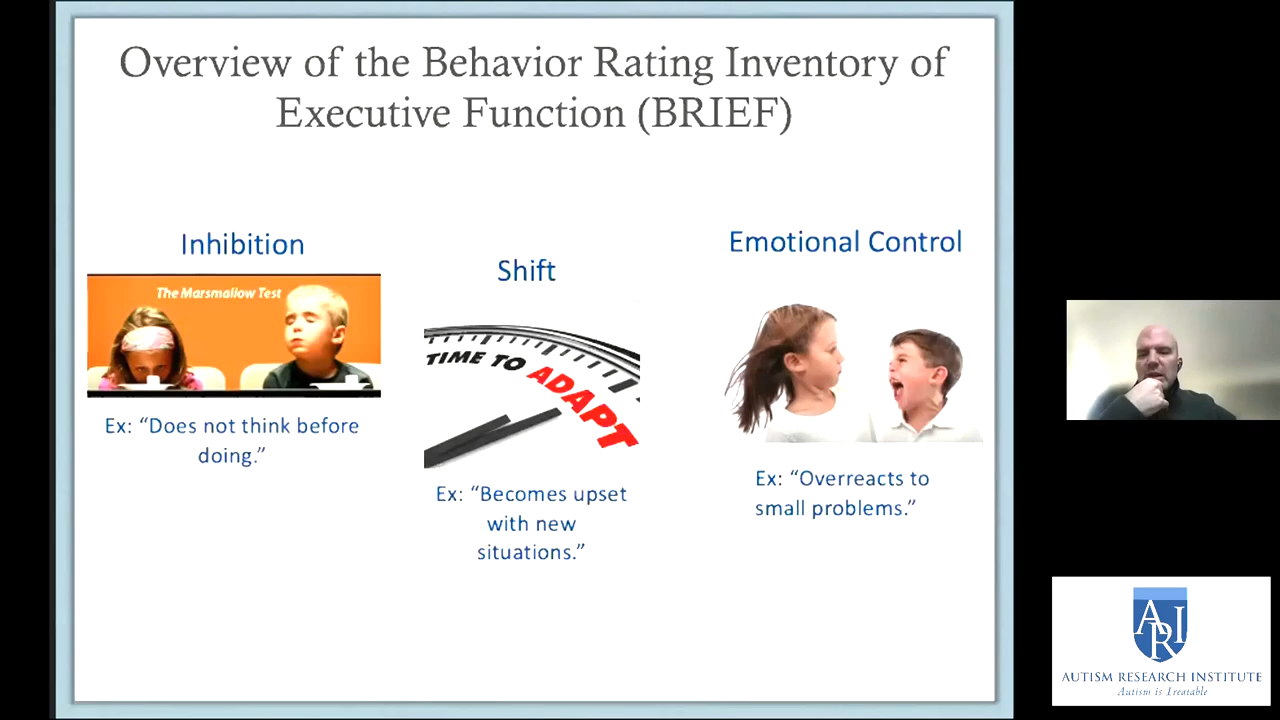 Overview of the Behavior Rating Inventory of
Executive Function (BRIEF)
Inhibition
The Marsmallow Test
Ex: “Does not think before
doing.”
Shift
TIME TO ADAPT
Ex: “Becomes upset
with new
situations.”
Emotional Control
Ex: “Overreacts to
small problems.”
ARI
AUTISM RESEARCH INSTITUTE
Autism is Treatable